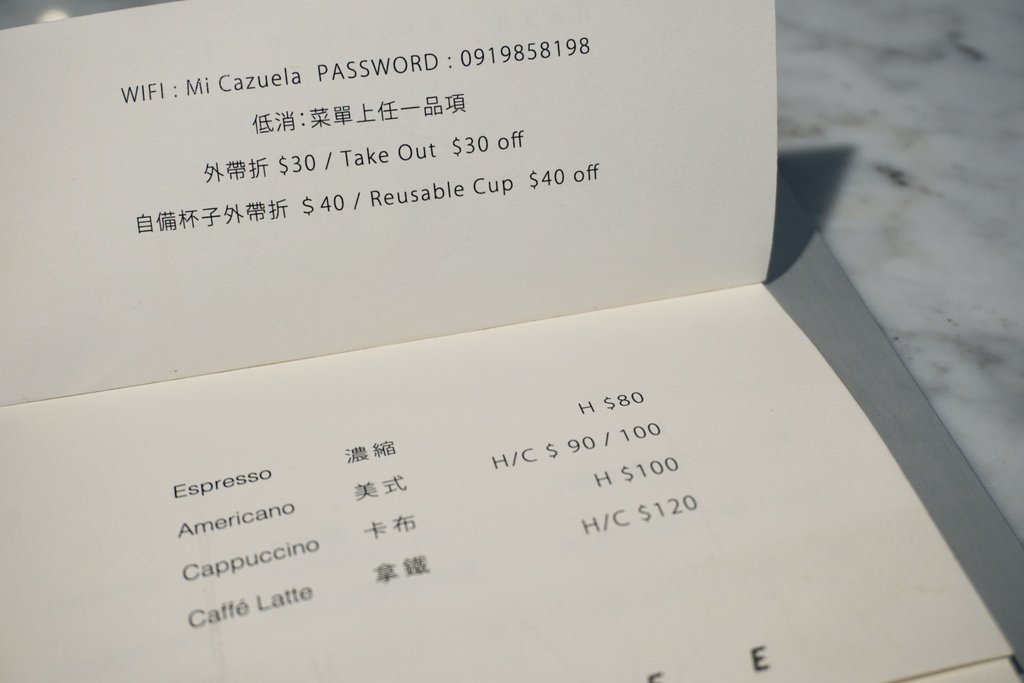 WIFI : Mi Cazuela PASSWORD : 0919858198
低消：菜單上任一品項
外帶折 $30 / Take Out $30 off
自備杯子外帶折 $40 / Reusable Cup $40 off
Espresso 濃縮 H $80
Americano 美式 H/C $ 90 / 100
Cappuccino 卡布 H $100
Caffé Latte 拿鐵 H/C $120
E